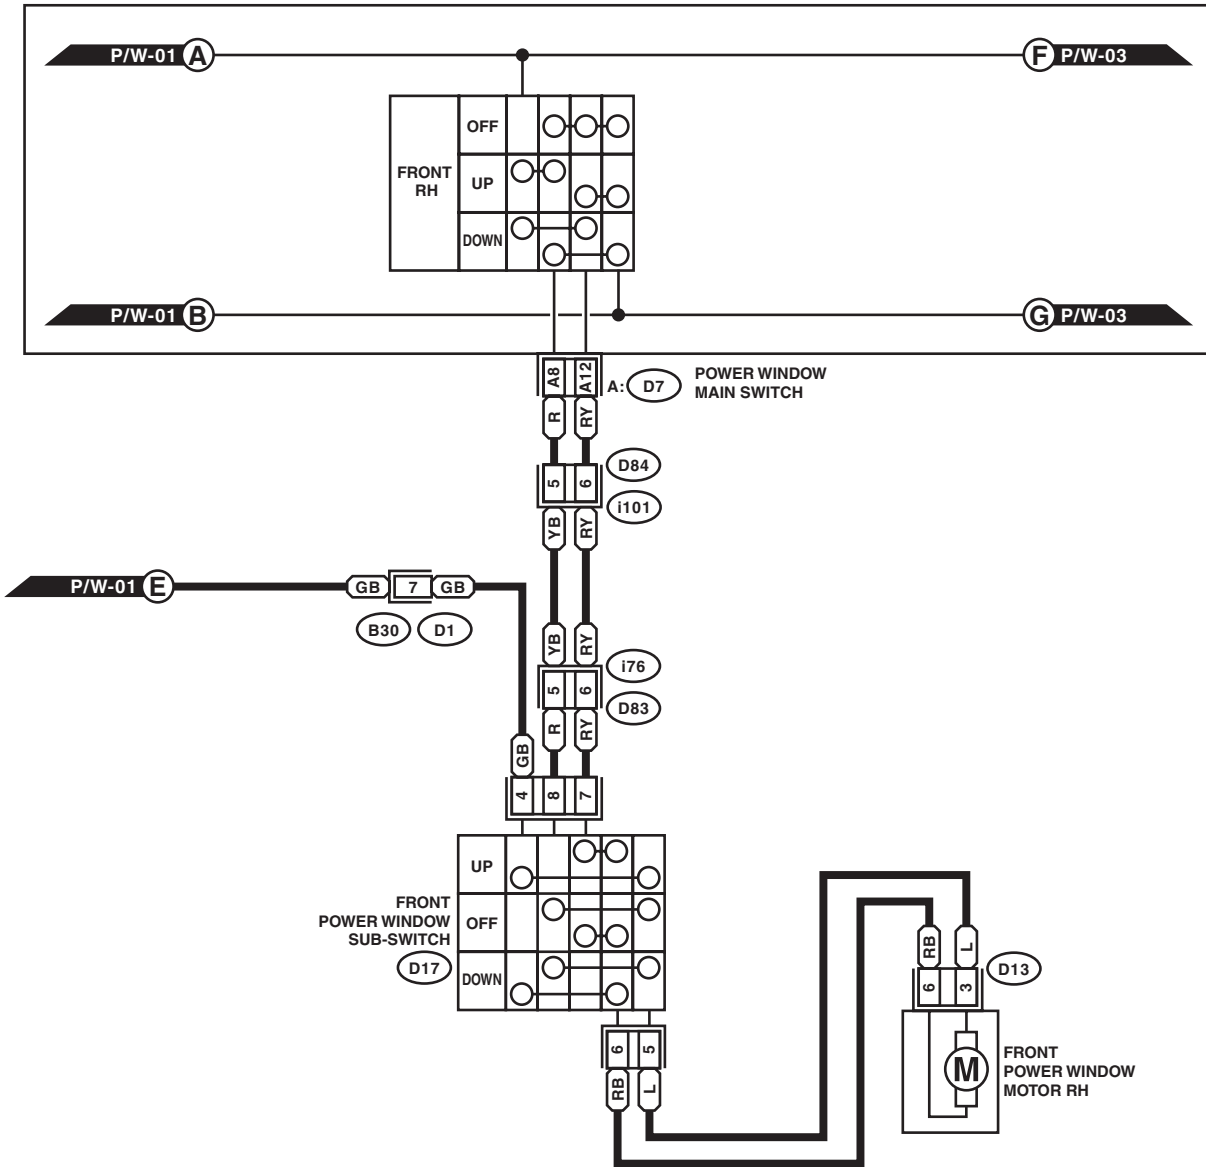 P/W-01 A
F P/W-03
OFF
FRONT
RH
UP
DOWN
P/W-01 B
G P/W-03
A8 A12
A: D7
POWER WINDOW
MAIN SWITCH
R RY
D84
5 6
i101
YB RY
P/W-01 E
GB 7 GB
B30 D1
YB RY
i76
5 6
D83
R RY
GB
4 8 7
UP
FRONT
POWER WINDOW
SUB-SWITCH
OFF
D17
DOWN
6 5
RB L
RB L
D13
6 3
M
FRONT
POWER WINDOW
MOTOR RH